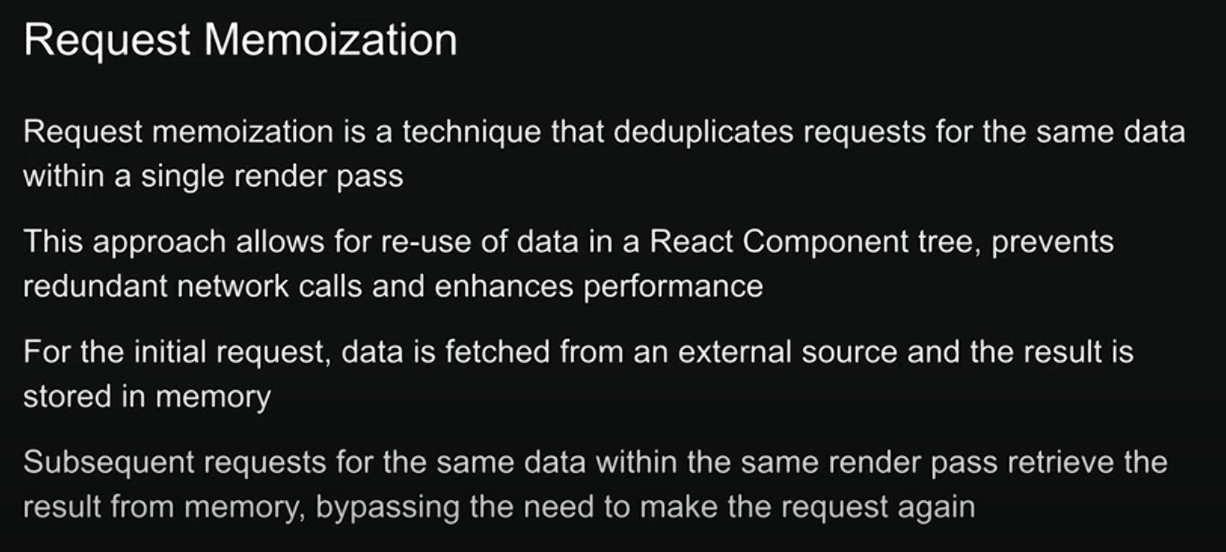 Request Memoization
Request memoization is a technique that deduplicates requests for the same data
within a single render pass
This approach allows for re-use of data in a React Component tree, prevents
redundant network calls and enhances performance
For the initial request, data is fetched from an external source and the result is
stored in memory
Subsequent requests for the same data within the same render pass retrieve the
result from memory, bypassing the need to make the request again